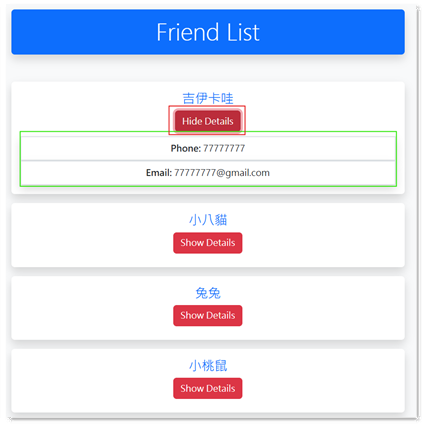 Friend List
吉伊卡哇
Hide Details
Phone: 77777777
Email: 77777777@gmail.com
小八貓
Show Details
兔兔
Show Details
小桃鼠
Show Details